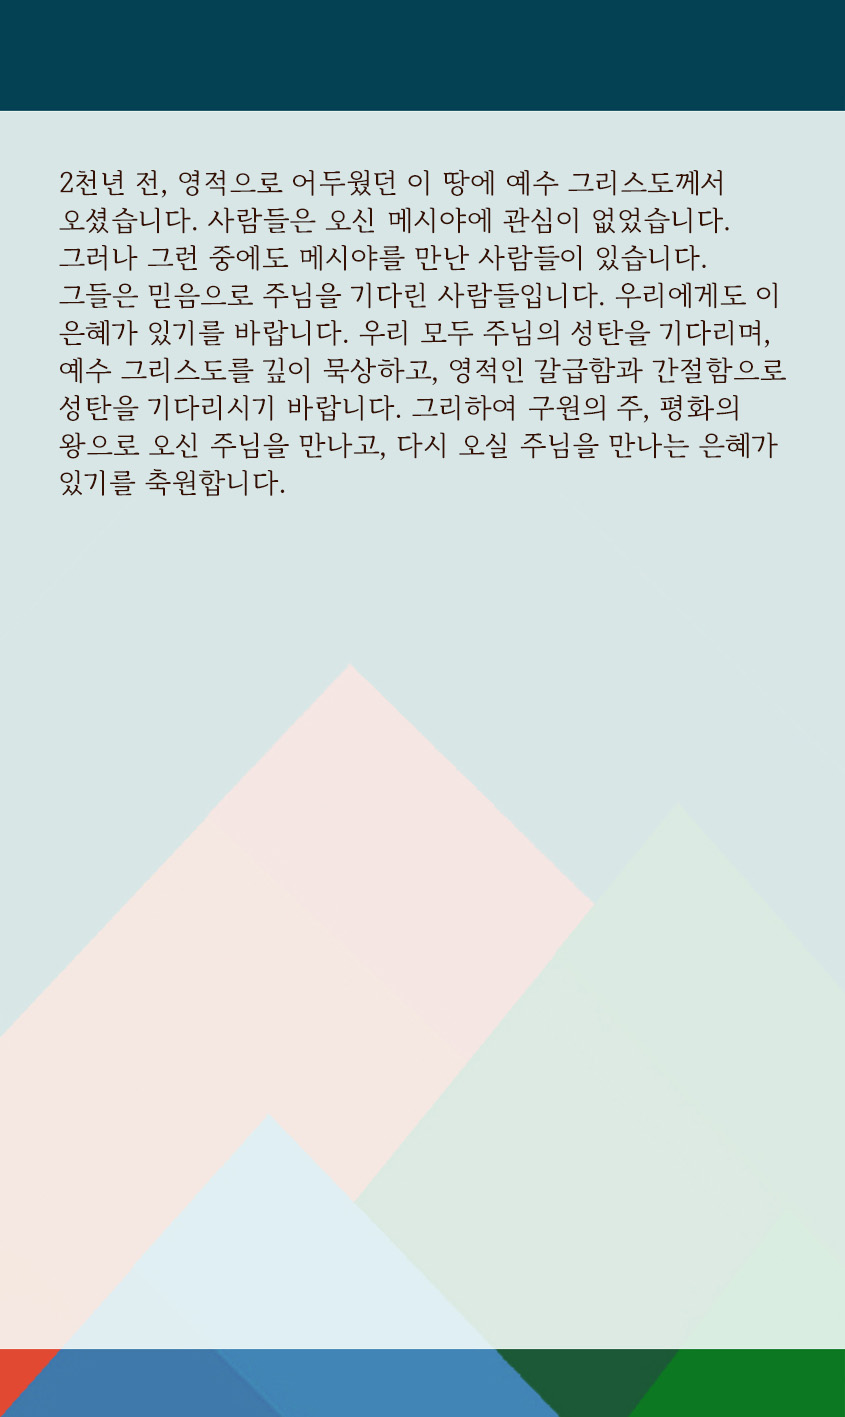 2천년 전, 영적으로 어두웠던 이 땅에 예수 그리스도께서
오셨습니다. 사람들은 오신 메시야에 관심이 없었습니다.
그러나 그런 중에도 메시야를 만난 사람들이 있습니다.
그들은 믿음으로 주님을 기다린 사람들입니다. 우리에게도 이
은혜가 있기를 바랍니다. 우리 모두 주님의 성탄을 기다리며,
예수 그리스도를 깊이 묵상하고, 영적인 갈급함과 간절함으로
성탄을 기다리시기 바랍니다. 그리하여 구원의 주, 평화의
왕으로 오신 주님을 만나고, 다시 오실 주님을 만나는 은혜가
있기를 축원합니다.